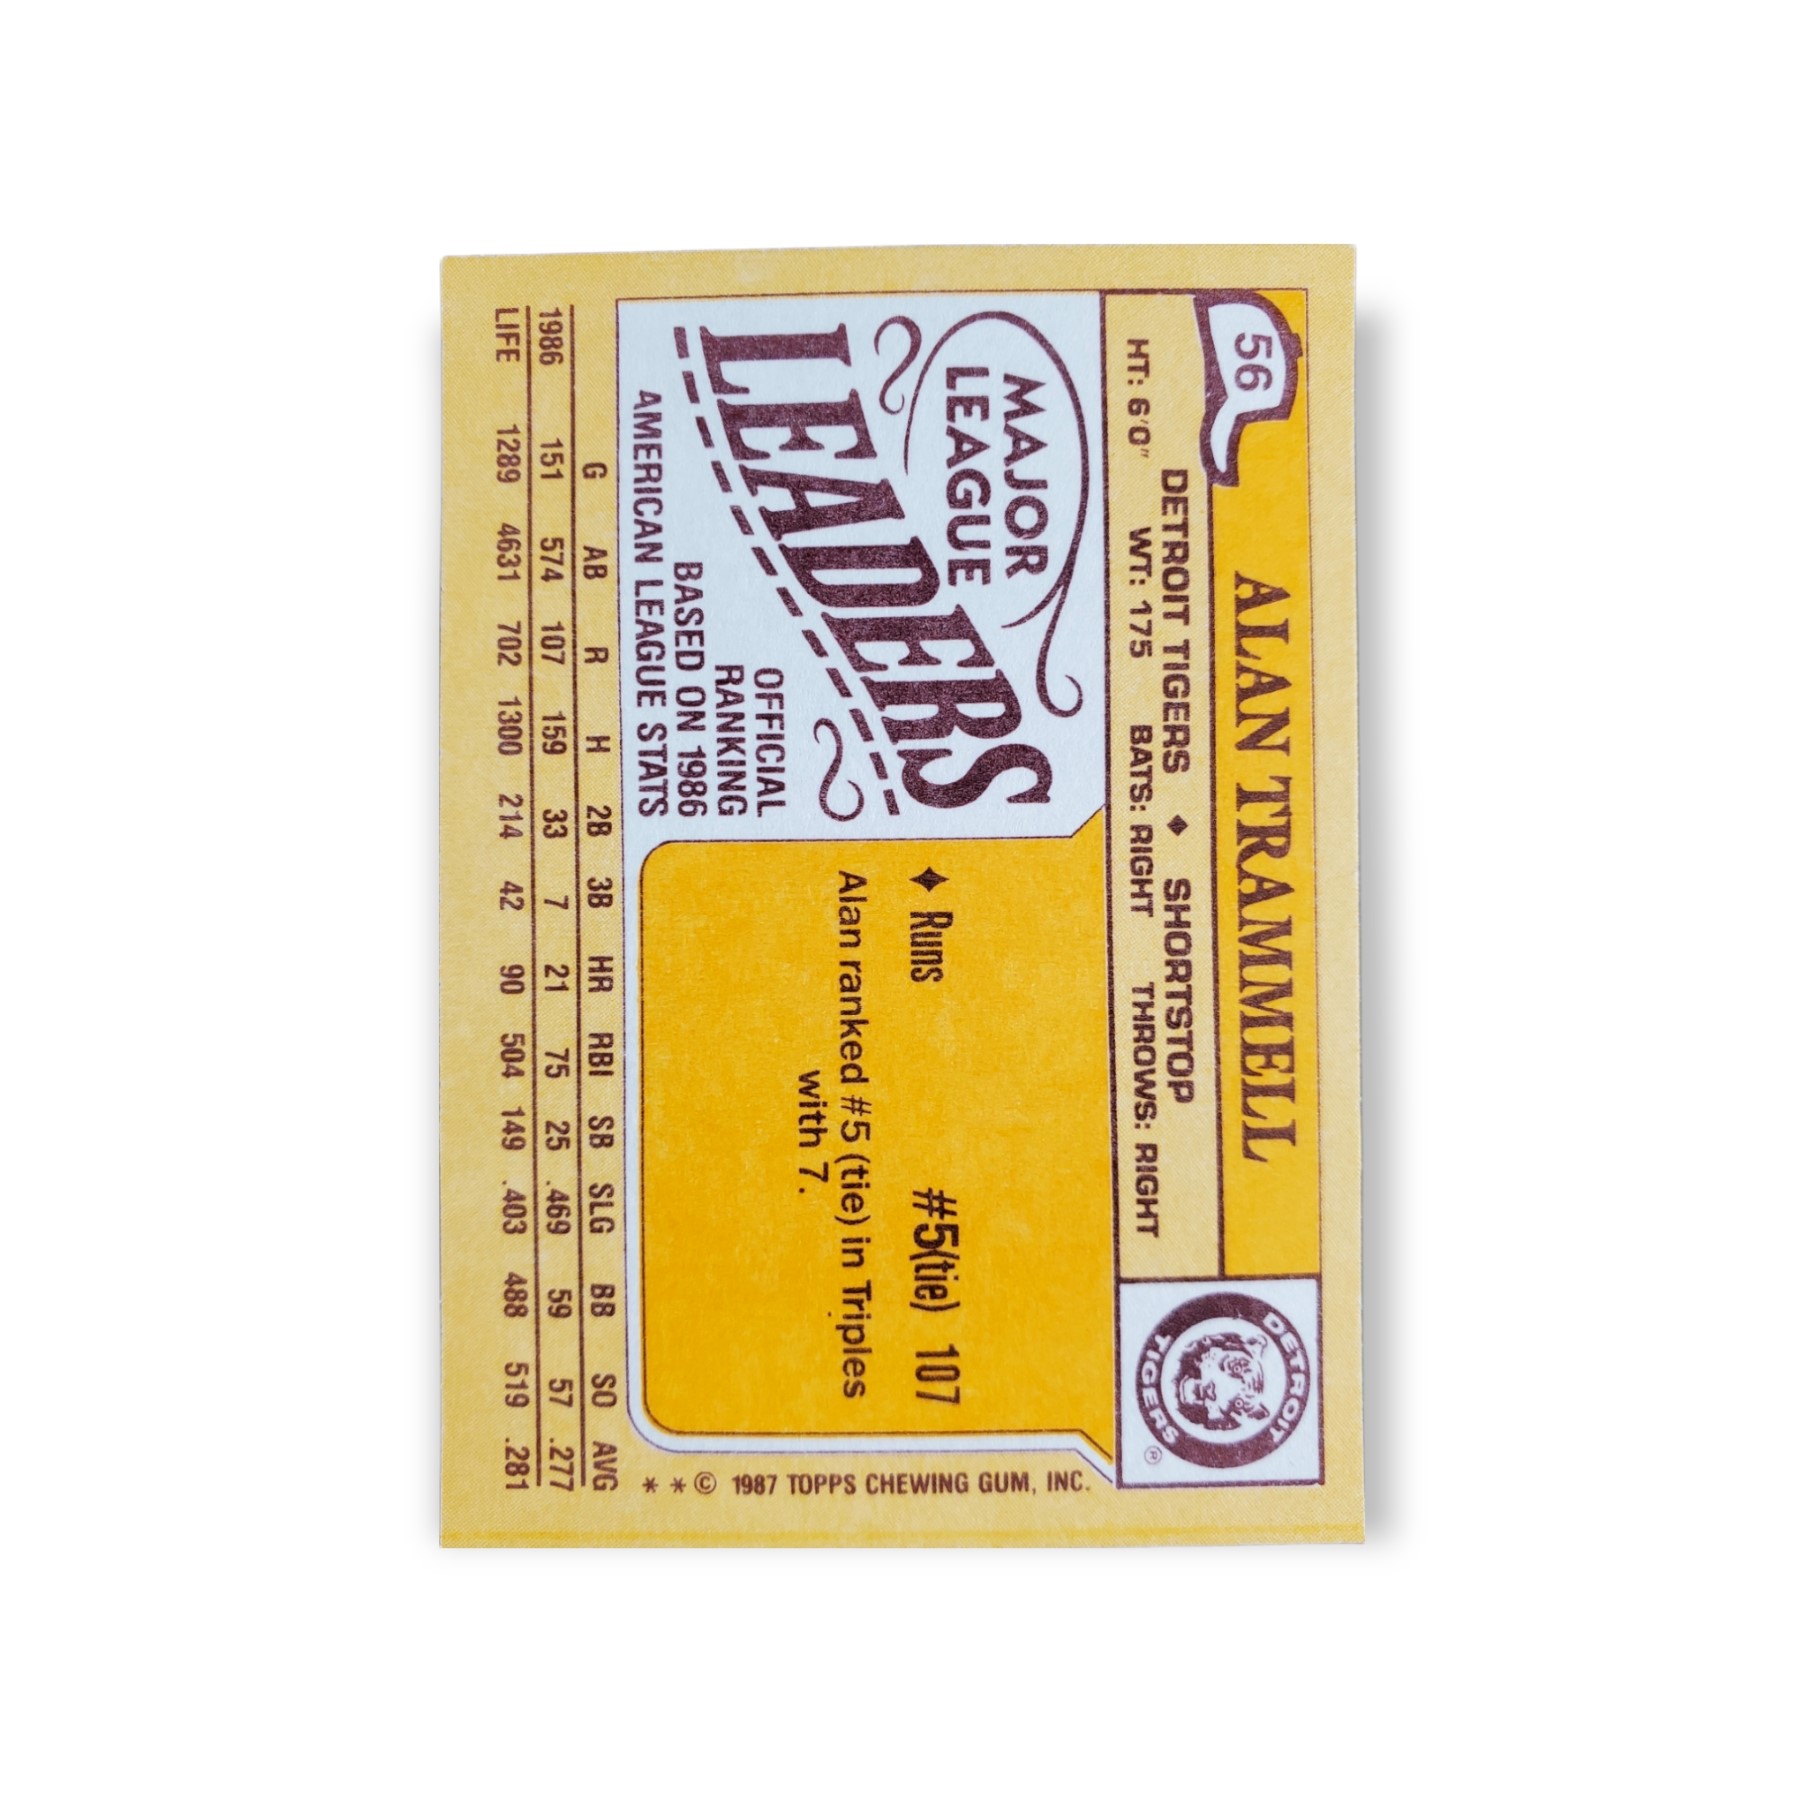 56
ALAN TRAMMELL
DETROIT TIGERS ♦ SHORTSTOP
HT: 6'0" WT: 175 BATS: RIGHT THROWS: RIGHT
DETROIT
TIGERS
®
MAJOR
LEAGUE
LEADERS
OFFICIAL
RANKING
BASED ON 1986
AMERICAN LEAGUE STATS
♦ Runs #5(tie) 107
Alan ranked #5 (tie) in Triples
with 7.
* * © 1987 TOPPS CHEWING GUM, INC.
G AB R H 2B 3B HR RBI SB SLG BB SO AVG
1986 151 574 107 159 33 7 21 75 25 .469 59 57 .277
LIFE 1289 4631 702 1300 214 42 90 504 149 .403 488 519 .281